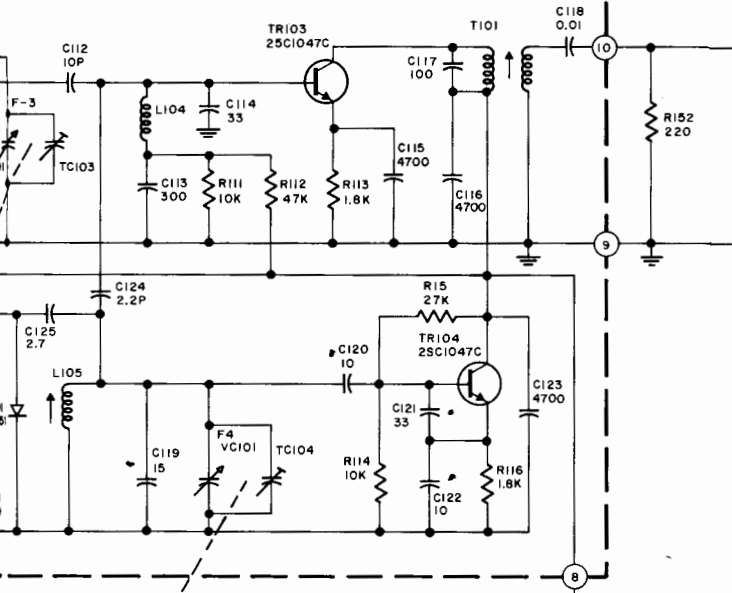 C118
0.01
T101
TR103
2SC1047C
C112
10P
10
C117
100
F-3
L104
C114
33
R152
220
TC103
C115
4700
C113
300
R111
10K
R112
47K
R113
1.8K
C116
4700
9
C124
2.2P
R15
27K
C125
2.7
TR104
2SC1047C
C120
10
L105
C123
4700
C121
33
F4
VC101
TC104
C119
15
R114
10K
R116
1.8K
C122
10
8